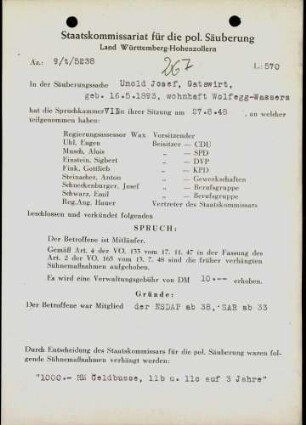 Staatskommissariat für die pol. Säuberung
Land Württemberg-Hohenzollern
Az.: 9/t/5238
267
L: 570
In der Säuberungssache Unold Josef, Gastwirt,
geb. 16.5.1893, wohnhaft Wolfegg-Wassers
hat die Spruchkammer VIB in ihrer Sitzung am 27.8.48, an welcher
teilgenommen haben:
Regierungsassessor Wax Vorsitzender
Uhl, Eugen Beisitzer — CDU
Munch, Alois „ — SPD
Einstein, Sigbert „ — DVP
Fink, Gottlieb „ — KPD
Steinacher, Anton „ — Gewerkschaften
Schneckenburger, Josef „ — Berufsgruppe
Schwarz, Emil „ — Berufsgruppe
Reg.Ang. Hauer Vertreter des Staatskommissars
beschlossen und verkündet folgenden
SPRUCH:
Der Betroffene ist Mitläufer.
Gemäß Art. 4 der VO. 133 vom 17. 11. 47 in der Fassung des
Art. 2 der VO. 165 vom 13. 7. 48 sind die früher verhängten
Sühnemaßnahmen aufgehoben.
Es wird eine Verwaltungsgebühr von DM 10.-- erhoben.
Gründe:
Der Betroffene war Mitglied der NSDAP ab 38, SAR ab 33
Durch Entscheidung des Staatskommissars für die pol. Säuberung waren fol-
gende Sühnemaßnahmen verhängt worden:
"1000.- RM Geldbusse, 11b u. 11c auf 3 Jahre"